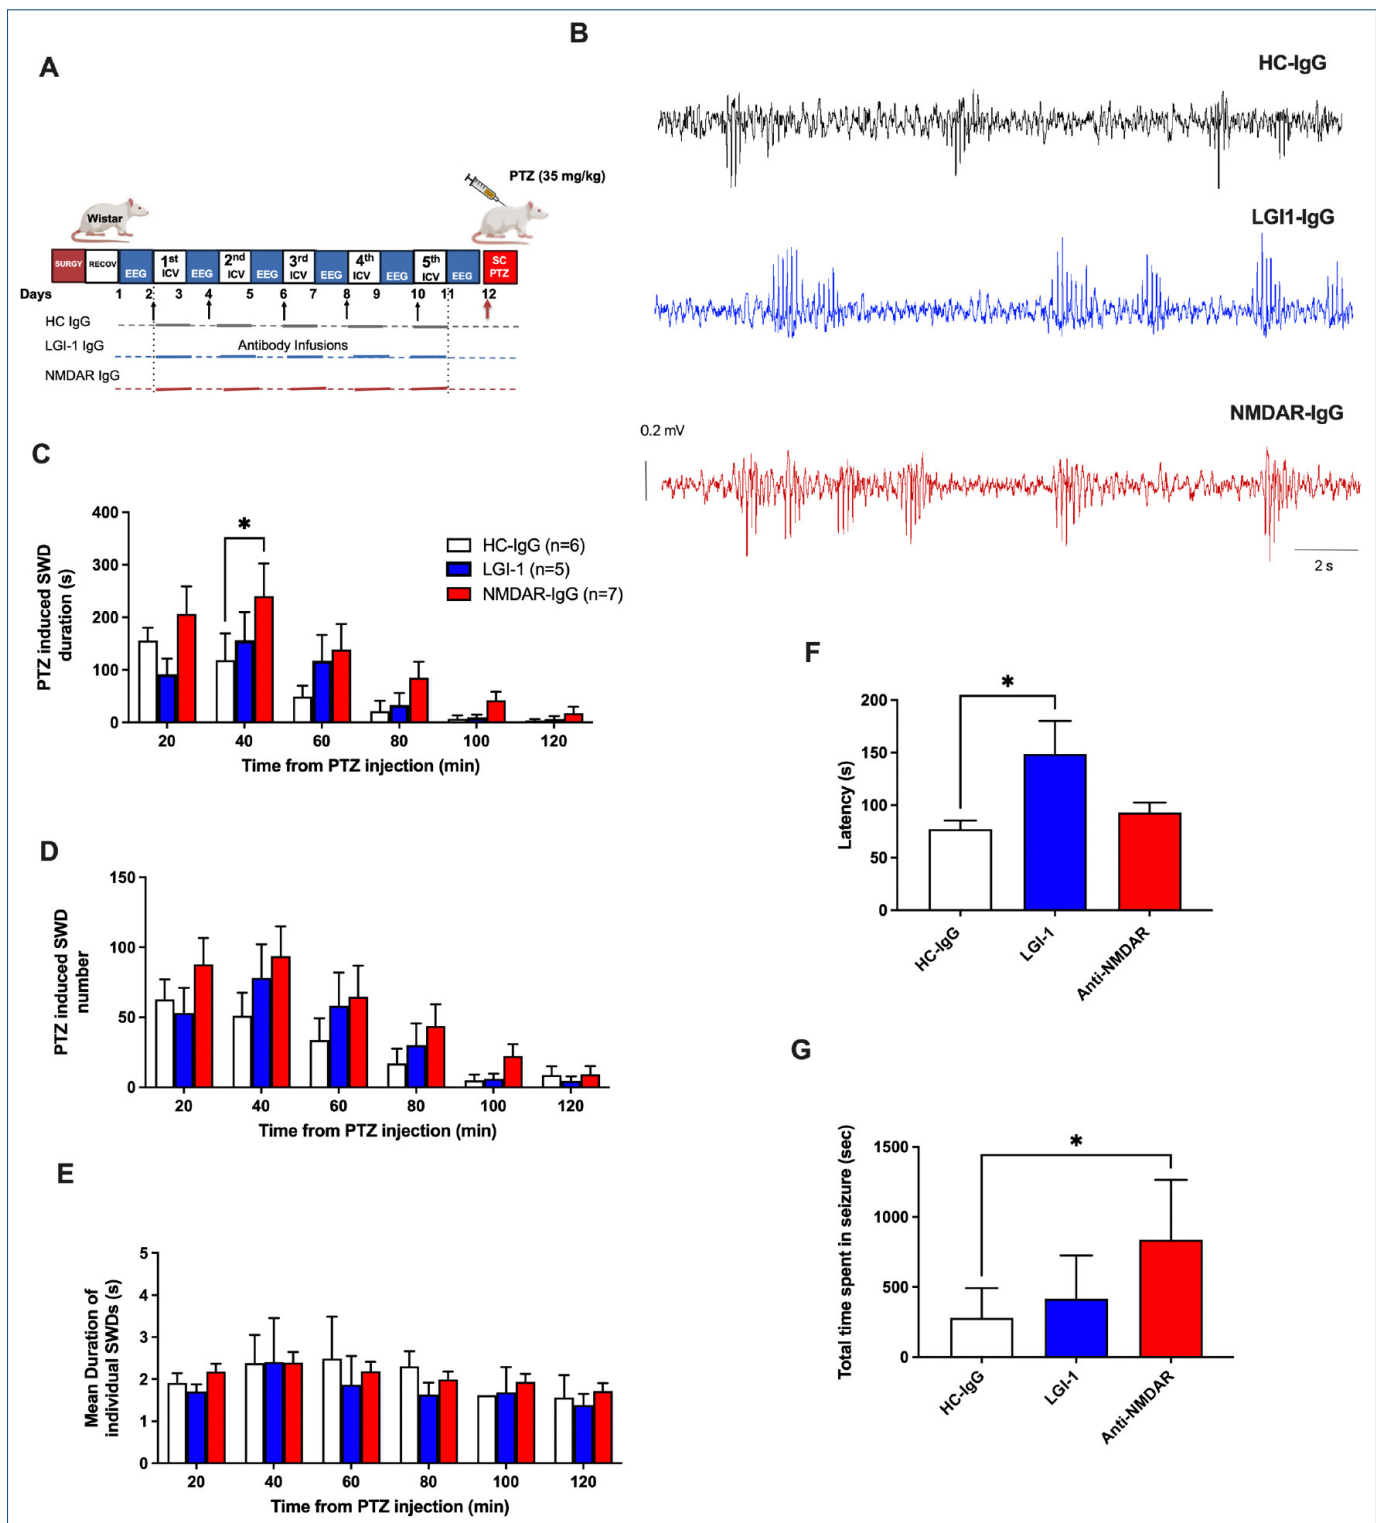 A
PTZ (35 mg/kg)
Wistar
SURGY RECOV EEG 1st ICV EEG 2nd ICV EEG 3rd ICV EEG 4th ICV EEG 5th ICV EEG SC PTZ
Days 1 2 3 4 5 6 7 8 9 10 11 12
HC IgG
LGI-1 IgG Antibody Infusions
NMDAR IgG
B
HC-IgG
LGI1-IgG
NMDAR-IgG
0.2 mV
2 s
C
PTZ induced SWD
duration (s)
400
300
200
100
0
*
HC-IgG (n=6)
LGI-1 (n=5)
NMDAR-IgG (n=7)
20 40 60 80 100 120
Time from PTZ injection (min)
D
PTZ induced SWD
number
150
100
50
0
20 40 60 80 100 120
Time from PTZ injection (min)
E
Mean Duration of
individual SWDs (s)
5
4
3
2
1
0
20 40 60 80 100 120
Time from PTZ injection (min)
F
Latency (s)
200
150
100
50
0
*
HC-IgG LGI-1 Anti-NMDAR
G
Total time spent in seizure (sec)
1500
1000
500
0
*
HC-IgG LGI-1 Anti-NMDAR